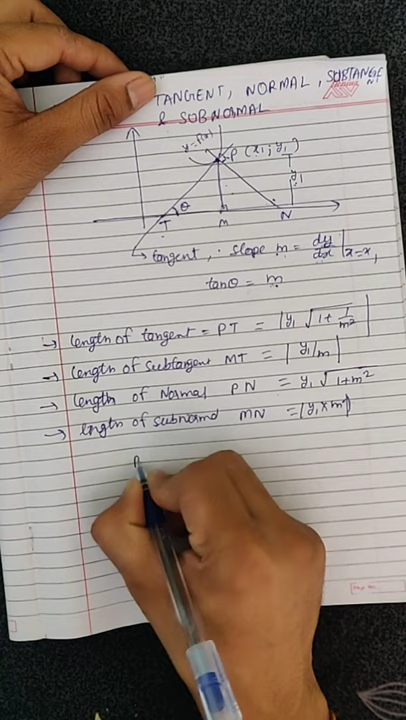 TANGENT, NORMAL, SUBTANGENT
& SUBNORMAL
y=f(x)
P (x₁, y₁)
y₁
θ
T M N
tangent, slope m = dy/dx |x=x₁
tanθ = m
→ length of tangent = PT = |y₁ √1+1/m²|
→ length of subtangent MT = |y₁/m|
→ length of Normal PN = y₁ √1+m²
→ length of subnormal MN = |y₁×m|